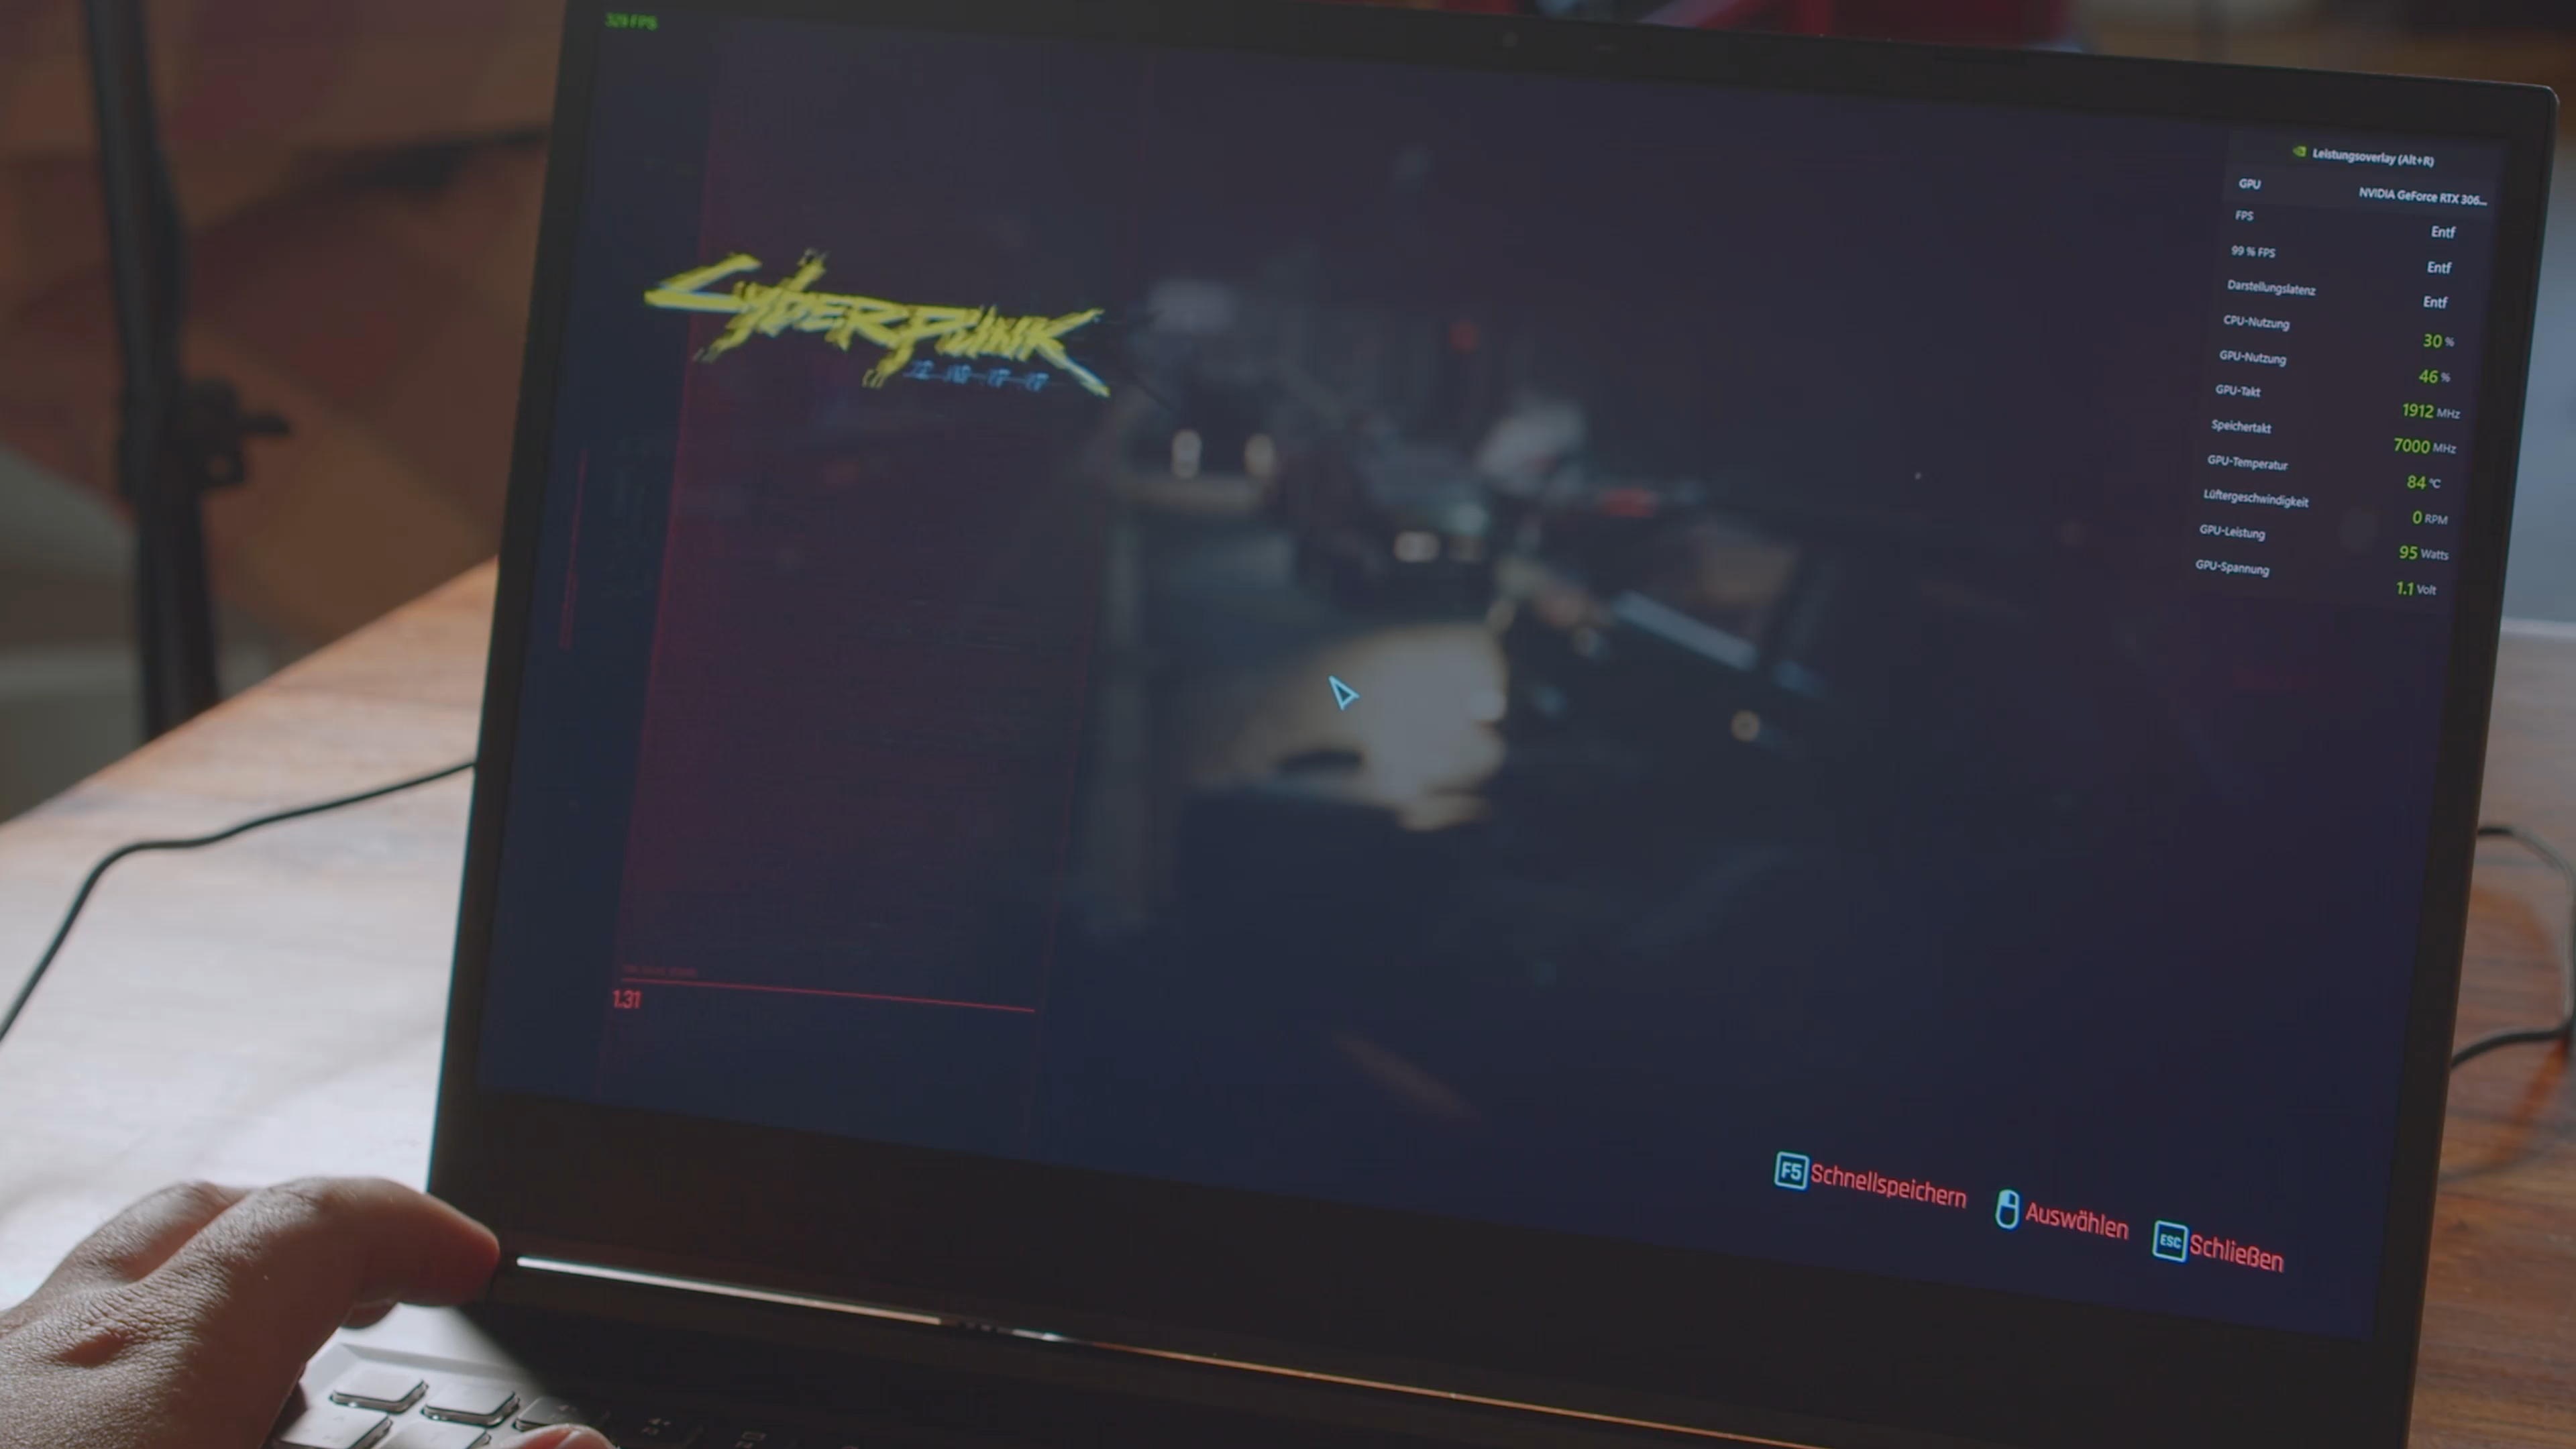 329 FPS
CYBERPUNK
Leistungsoverlay (Alt+R)
GPU NVIDIA GeForce RTX 306...
FPS Entf
99 % FPS Entf
Darstellungslatenz Entf
CPU-Nutzung 30 %
GPU-Nutzung 46 %
GPU-Takt 1912 MHz
Speichertakt 7000 MHz
GPU-Temperatur 84 °C
Lüftergeschwindigkeit 0 RPM
GPU-Leistung 95 Watts
GPU-Spannung 1.1 Volt
1.31
F5 Schnellspeichern Auswählen ESC Schließen